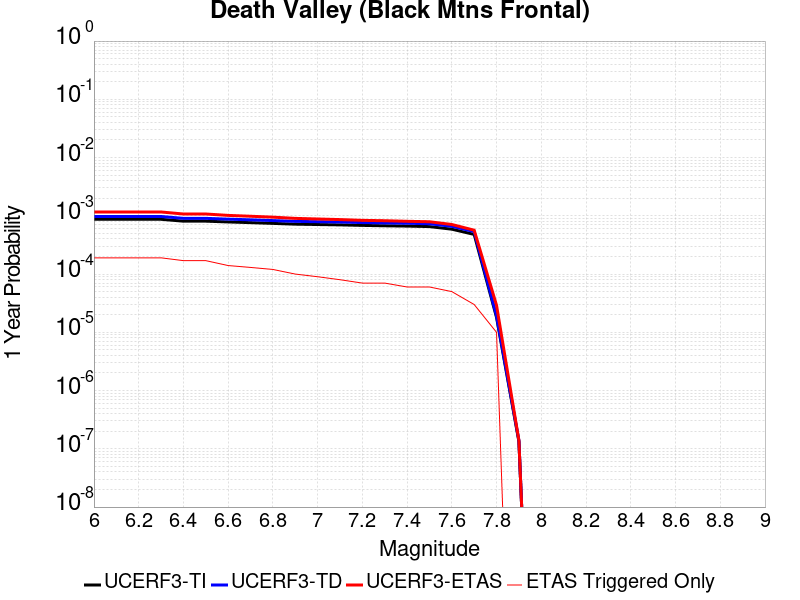 Death Valley (Black Mtns Frontal)
10^0
10^-1
10^-2
10^-3
10^-4
10^-5
10^-6
10^-7
10^-8
1 Year Probability
6 6.2 6.4 6.6 6.8 7 7.2 7.4 7.6 7.8 8 8.2 8.4 8.6 8.8 9
Magnitude
UCERF3-TI UCERF3-TD UCERF3-ETAS ETAS Triggered Only